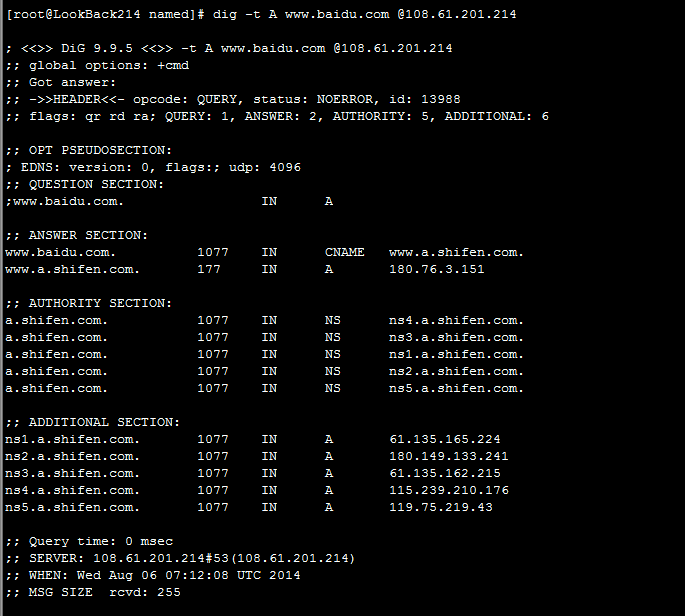 [root@LookBack214 named]# dig -t A www.baidu.com @108.61.201.214
; <<>> DiG 9.9.5 <<>> -t A www.baidu.com @108.61.201.214
;; global options: +cmd
;; Got answer:
;; ->>HEADER<<- opcode: QUERY, status: NOERROR, id: 13988
;; flags: qr rd ra; QUERY: 1, ANSWER: 2, AUTHORITY: 5, ADDITIONAL: 6
;; OPT PSEUDOSECTION:
; EDNS: version: 0, flags:; udp: 4096
;; QUESTION SECTION:
;www.baidu.com. IN A
;; ANSWER SECTION:
www.baidu.com. 1077 IN CNAME www.a.shifen.com.
www.a.shifen.com. 177 IN A 180.76.3.151
;; AUTHORITY SECTION:
a.shifen.com. 1077 IN NS ns4.a.shifen.com.
a.shifen.com. 1077 IN NS ns3.a.shifen.com.
a.shifen.com. 1077 IN NS ns1.a.shifen.com.
a.shifen.com. 1077 IN NS ns2.a.shifen.com.
a.shifen.com. 1077 IN NS ns5.a.shifen.com.
;; ADDITIONAL SECTION:
ns1.a.shifen.com. 1077 IN A 61.135.165.224
ns2.a.shifen.com. 1077 IN A 180.149.133.241
ns3.a.shifen.com. 1077 IN A 61.135.162.215
ns4.a.shifen.com. 1077 IN A 115.239.210.176
ns5.a.shifen.com. 1077 IN A 119.75.219.43
;; Query time: 0 msec
;; SERVER: 108.61.201.214#53(108.61.201.214)
;; WHEN: Wed Aug 06 07:12:08 UTC 2014
;; MSG SIZE rcvd: 255